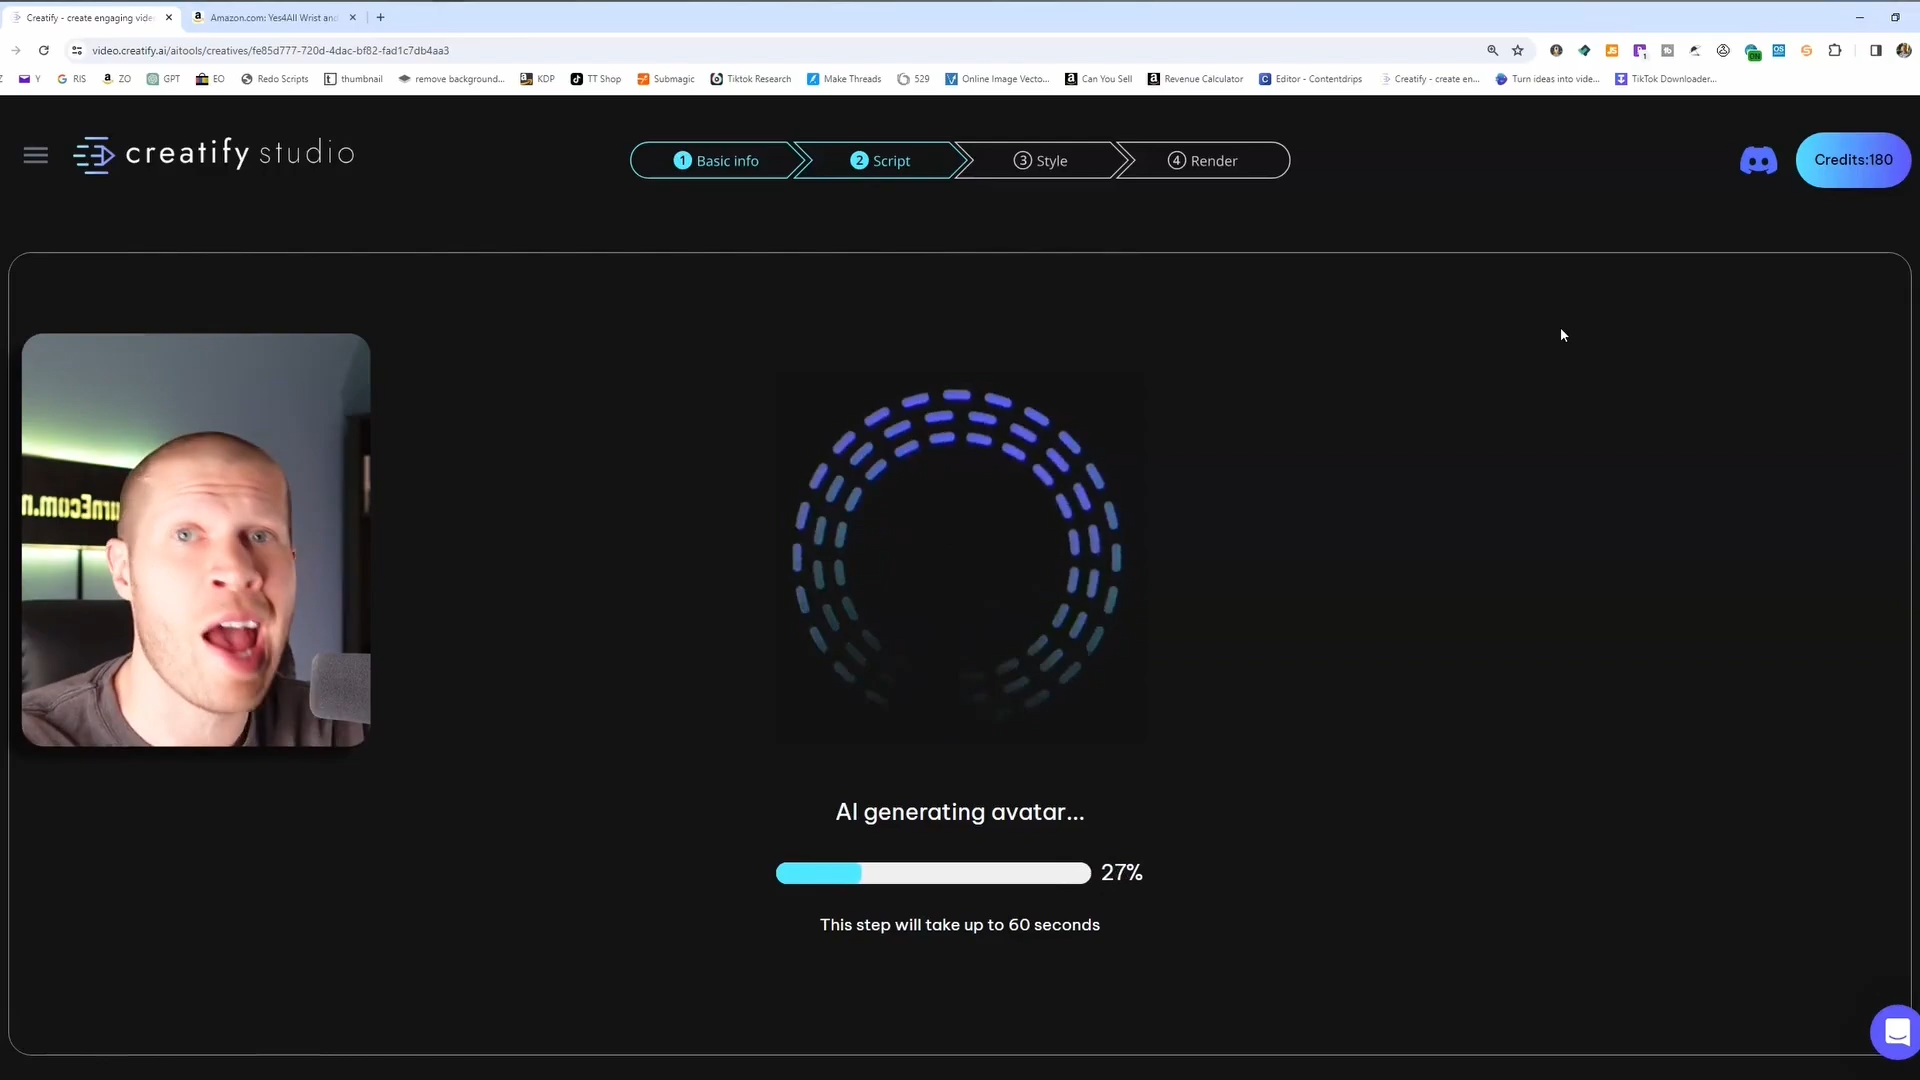 Creatify - create engaging vide
Amazon.com: Yes4All Wrist and
video.creatify.ai/aitools/creatives/fe85d777-720d-4dac-bf82-fad1c7db4aa3
Y
RIS
ZO
GPT
EO
Redo Scripts
thumbnail
remove background...
KDP
TT Shop
Submagic
Tiktok Research
Make Threads
529
Online Image Vecto...
Can You Sell
Revenue Calculator
Editor - Contentdrips
Creatify - create en...
Turn ideas into vide...
TikTok Downloader...
creatify studio
1 Basic info
2 Script
3 Style
4 Render
Credits:180
AI generating avatar...
27%
This step will take up to 60 seconds